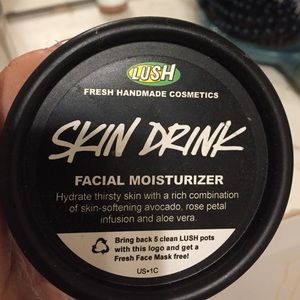 LUSH
FRESH HANDMADE COSMETICS
SKIN DRINK
FACIAL MOISTURIZER
Hydrate thirsty skin with a rich combination
of skin-softening avocado, rose petal
infusion and aloe vera.
Bring back 5 clean LUSH pots
with this logo and get a
Fresh Face Mask free!
US•1C